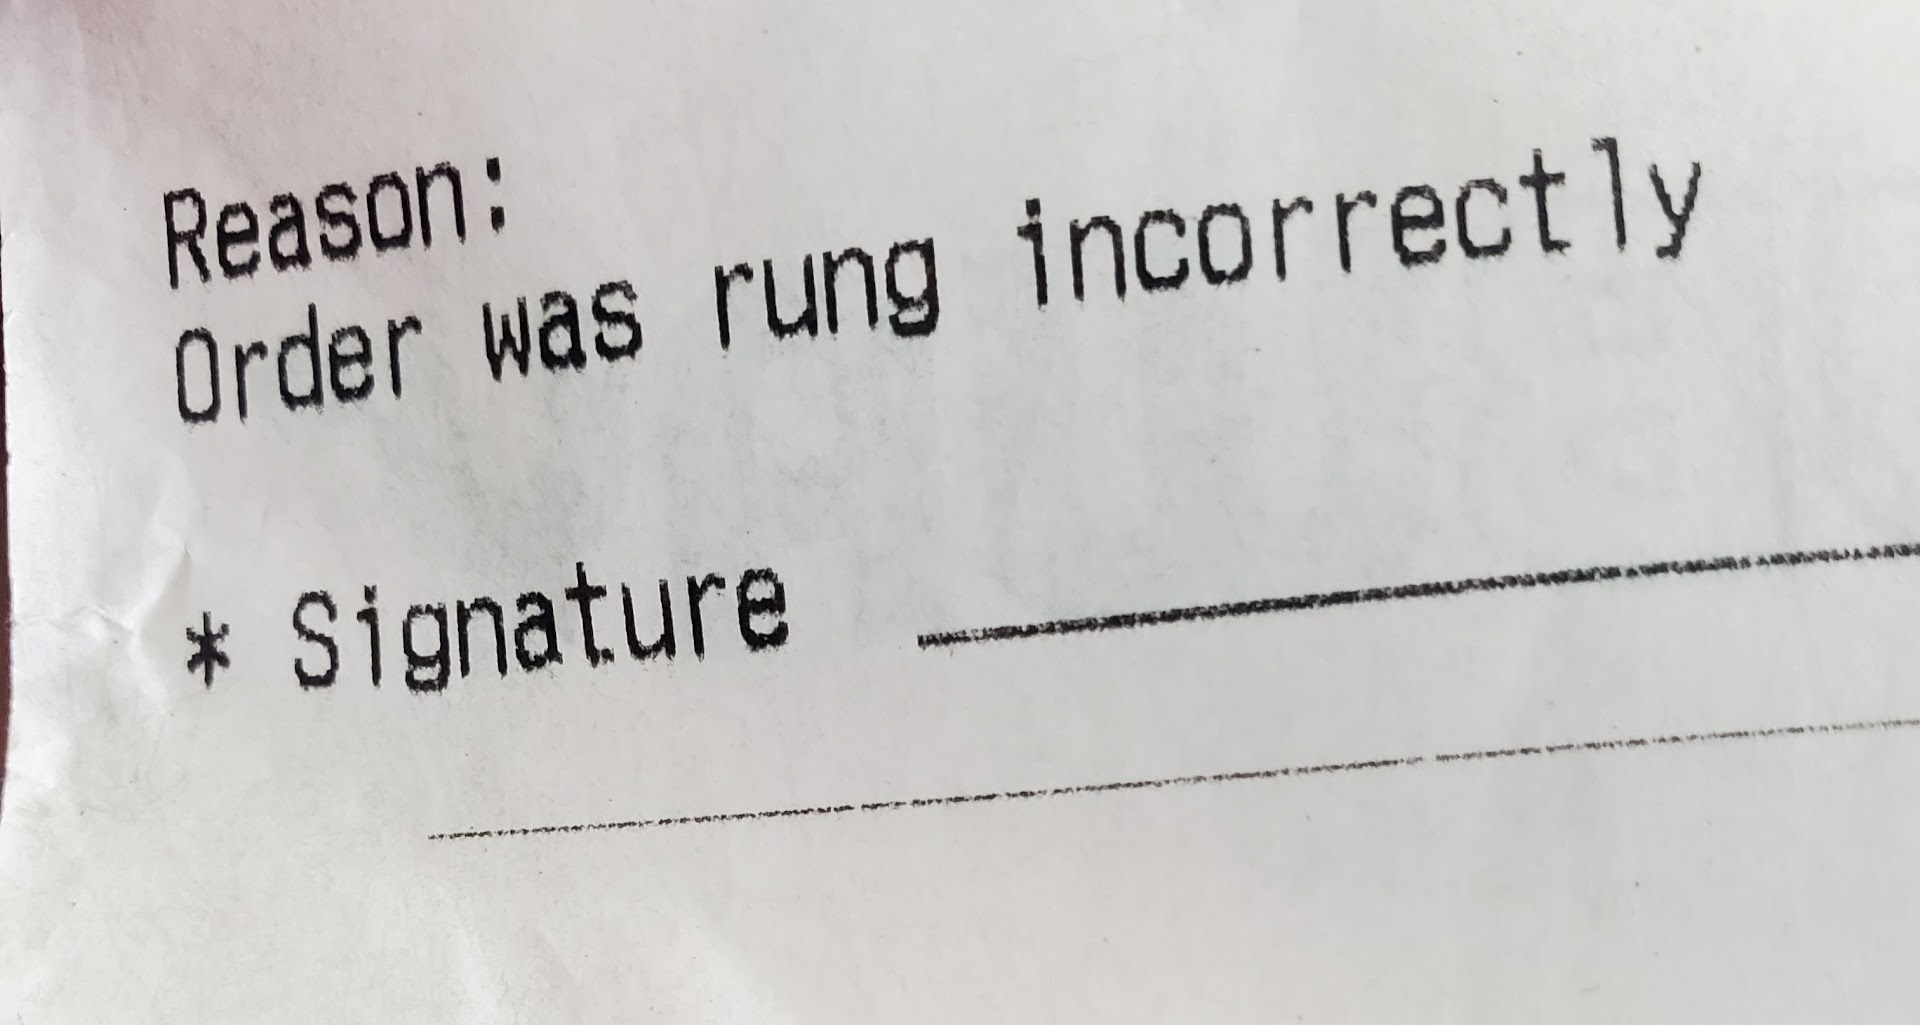 Reason:
Order was rung incorrectly
* Signature